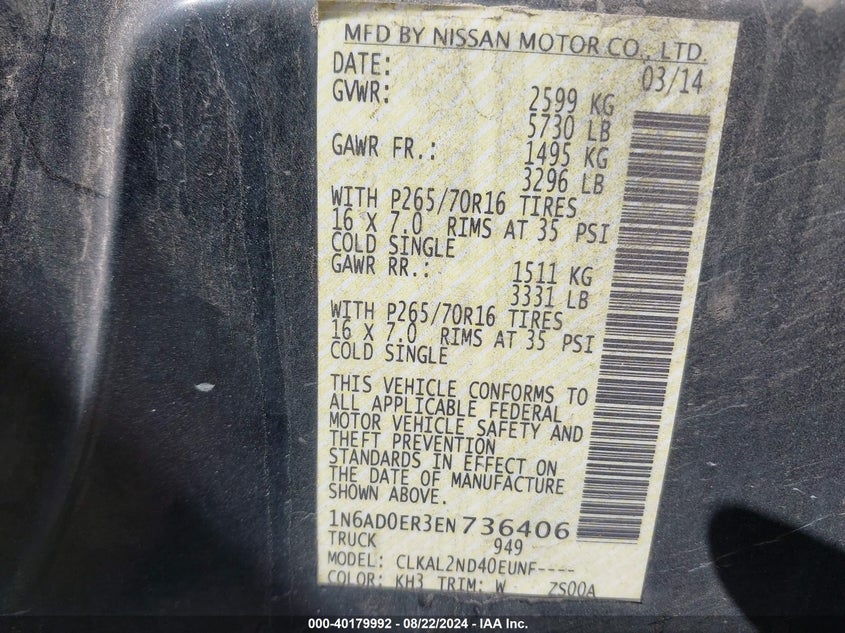 MFD BY NISSAN MOTOR CO., LTD.
DATE: 03/14
GVWR: 2599 KG
5730 LB
GAWR FR.: 1495 KG
3296 LB
WITH P265/70R16 TIRES
16 X 7.0 RIMS AT 35 PSI
COLD SINGLE
GAWR RR.: 1511 KG
3331 LB
WITH P265/70R16 TIRES
16 X 7.0 RIMS AT 35 PSI
COLD SINGLE
THIS VEHICLE CONFORMS TO
ALL APPLICABLE FEDERAL
MOTOR VEHICLE SAFETY AND
THEFT PREVENTION
STANDARDS IN EFFECT ON
THE DATE OF MANUFACTURE
SHOWN ABOVE.
1N6AD0ER3EN736406
TRUCK 949
MODEL: CLKAL2ND40EUNF----
COLOR: KH3 TRIM: W ZS00A
000-40179992 - 08/22/2024 - IAA Inc.